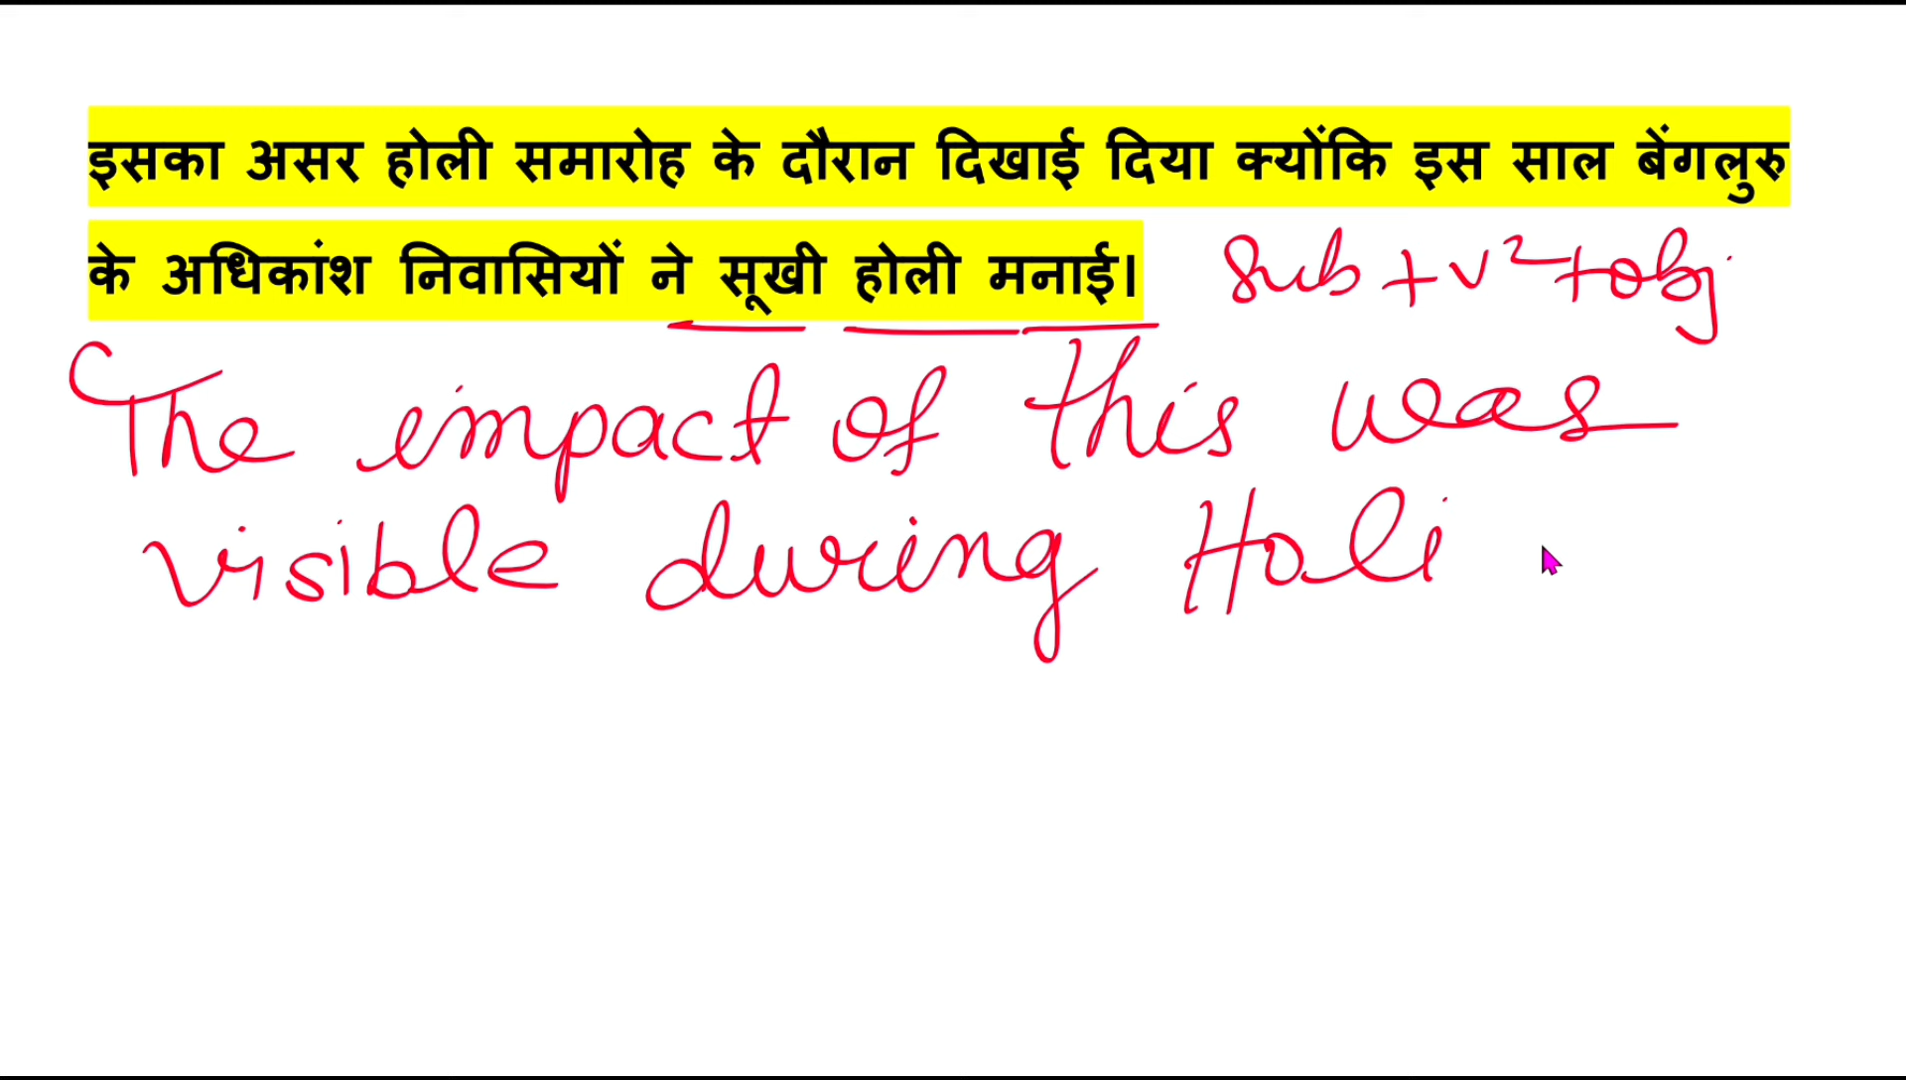 इसका असर होली समारोह के दौरान दिखाई दिया क्योंकि इस साल बेंगलुरु
के अधिकांश निवासियों ने सूखी होली मनाई।
Sub + v² + obj
The impact of this was
visible during Holi